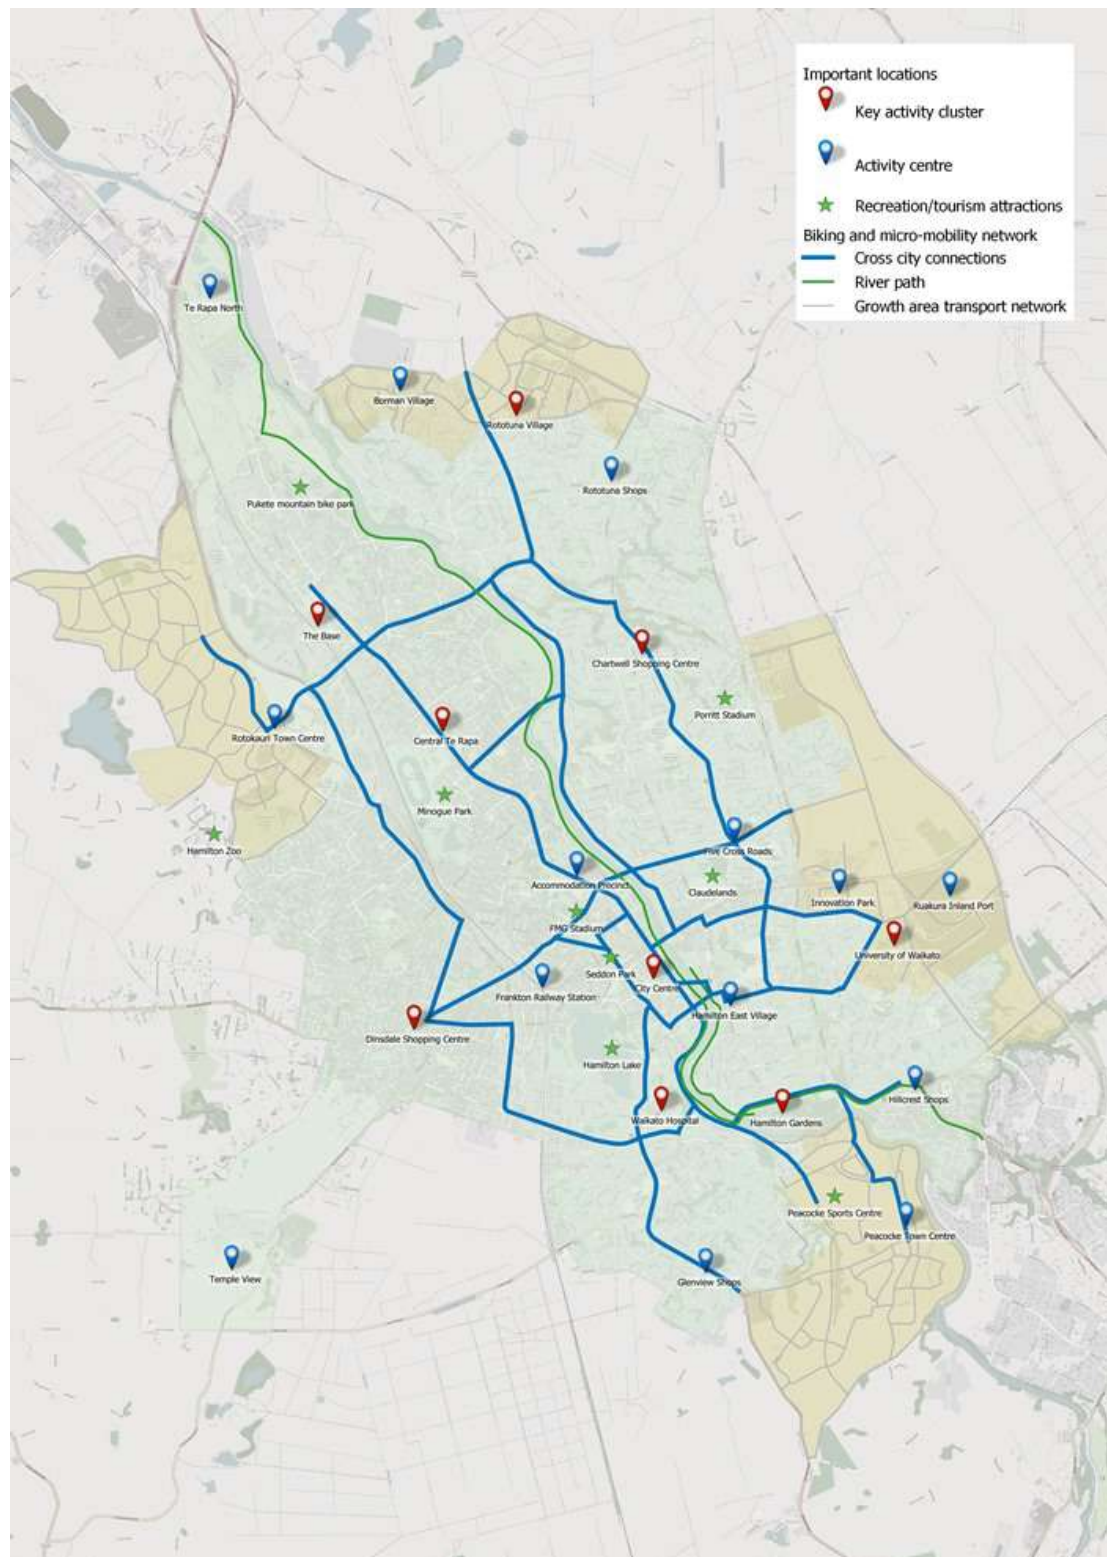 Important locations
Key activity cluster
Activity centre
Recreation/tourism attractions
Biking and micro-mobility network
Cross city connections
River path
Growth area transport network
Te Rapa North
Borman Village
Rototuna Village
Rototuna Shops
Pukete mountain bike park
The Base
Chartwell Shopping Centre
Porritt Stadium
Rotokauri Town Centre
Central Te Rapa
Minogue Park
Hamilton Zoo
Five Cross Roads
Accommodation Precinct
Claudelands
Innovation Park
Ruakura Inland Port
FMG Stadium
University of Waikato
Seddon Park
City Centre
Frankton Railway Station
Hamilton East Village
Dinsdale Shopping Centre
Hamilton Lake
Hillcrest Shops
Waikato Hospital
Hamilton Gardens
Peacocke Sports Centre
Peacocke Town Centre
Temple View
Glenview Shops